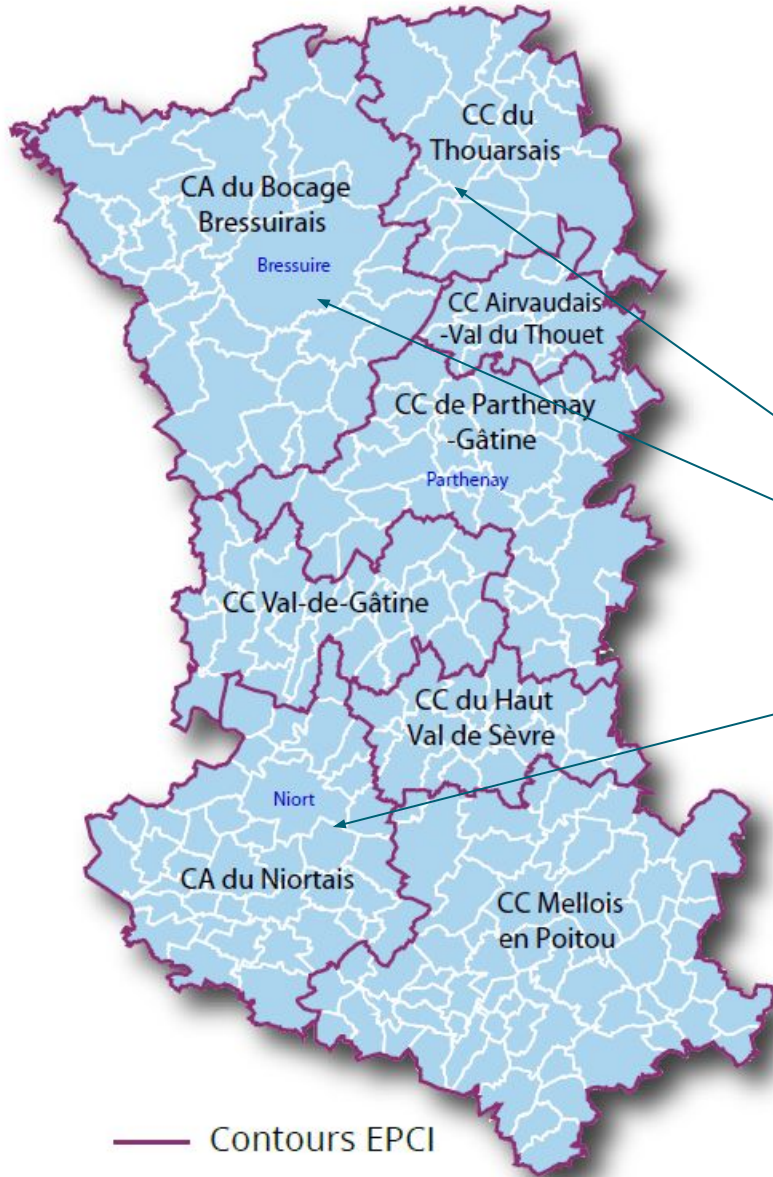 CC du
Thouarsais
CA du Bocage
Bressuirais
Bressuire
CC Airvaudais
-Val du Thouet
CC de Parthenay
-Gâtine
Parthenay
CC Val-de-Gâtine
CC du Haut
Val de Sèvre
Niort
CA du Niortais
CC Mellois
en Poitou
Contours EPCI